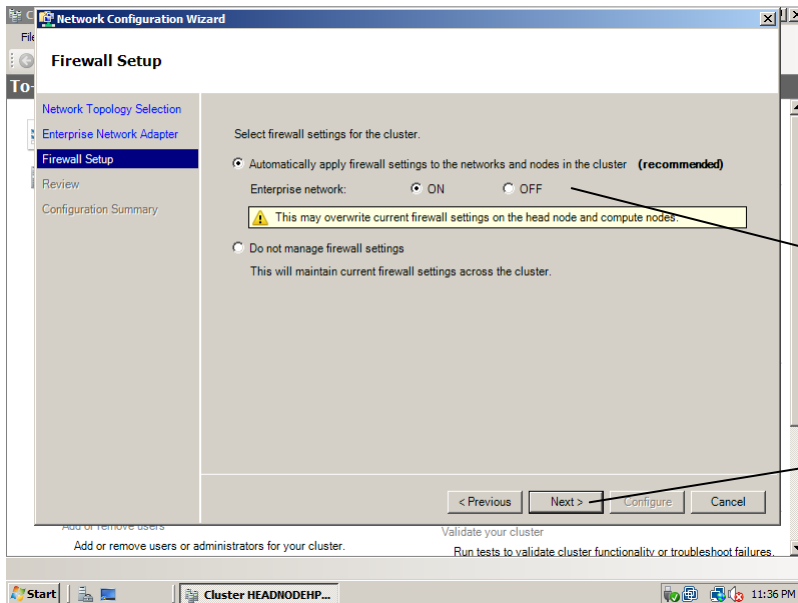 Network Configuration Wizard
File
Firewall Setup
To-
Network Topology Selection
Enterprise Network Adapter
Firewall Setup
Review
Configuration Summary
Select firewall settings for the cluster.
Automatically apply firewall settings to the networks and nodes in the cluster (recommended)
Enterprise network: ON OFF
This may overwrite current firewall settings on the head node and compute nodes.
Do not manage firewall settings
This will maintain current firewall settings across the cluster.
< Previous Next > Configure Cancel
Add or remove users
Validate your cluster
Add or remove users or administrators for your cluster.
Run tests to validate cluster functionality or troubleshoot failures.
Start Cluster HEADNODEHP... 11:36 PM